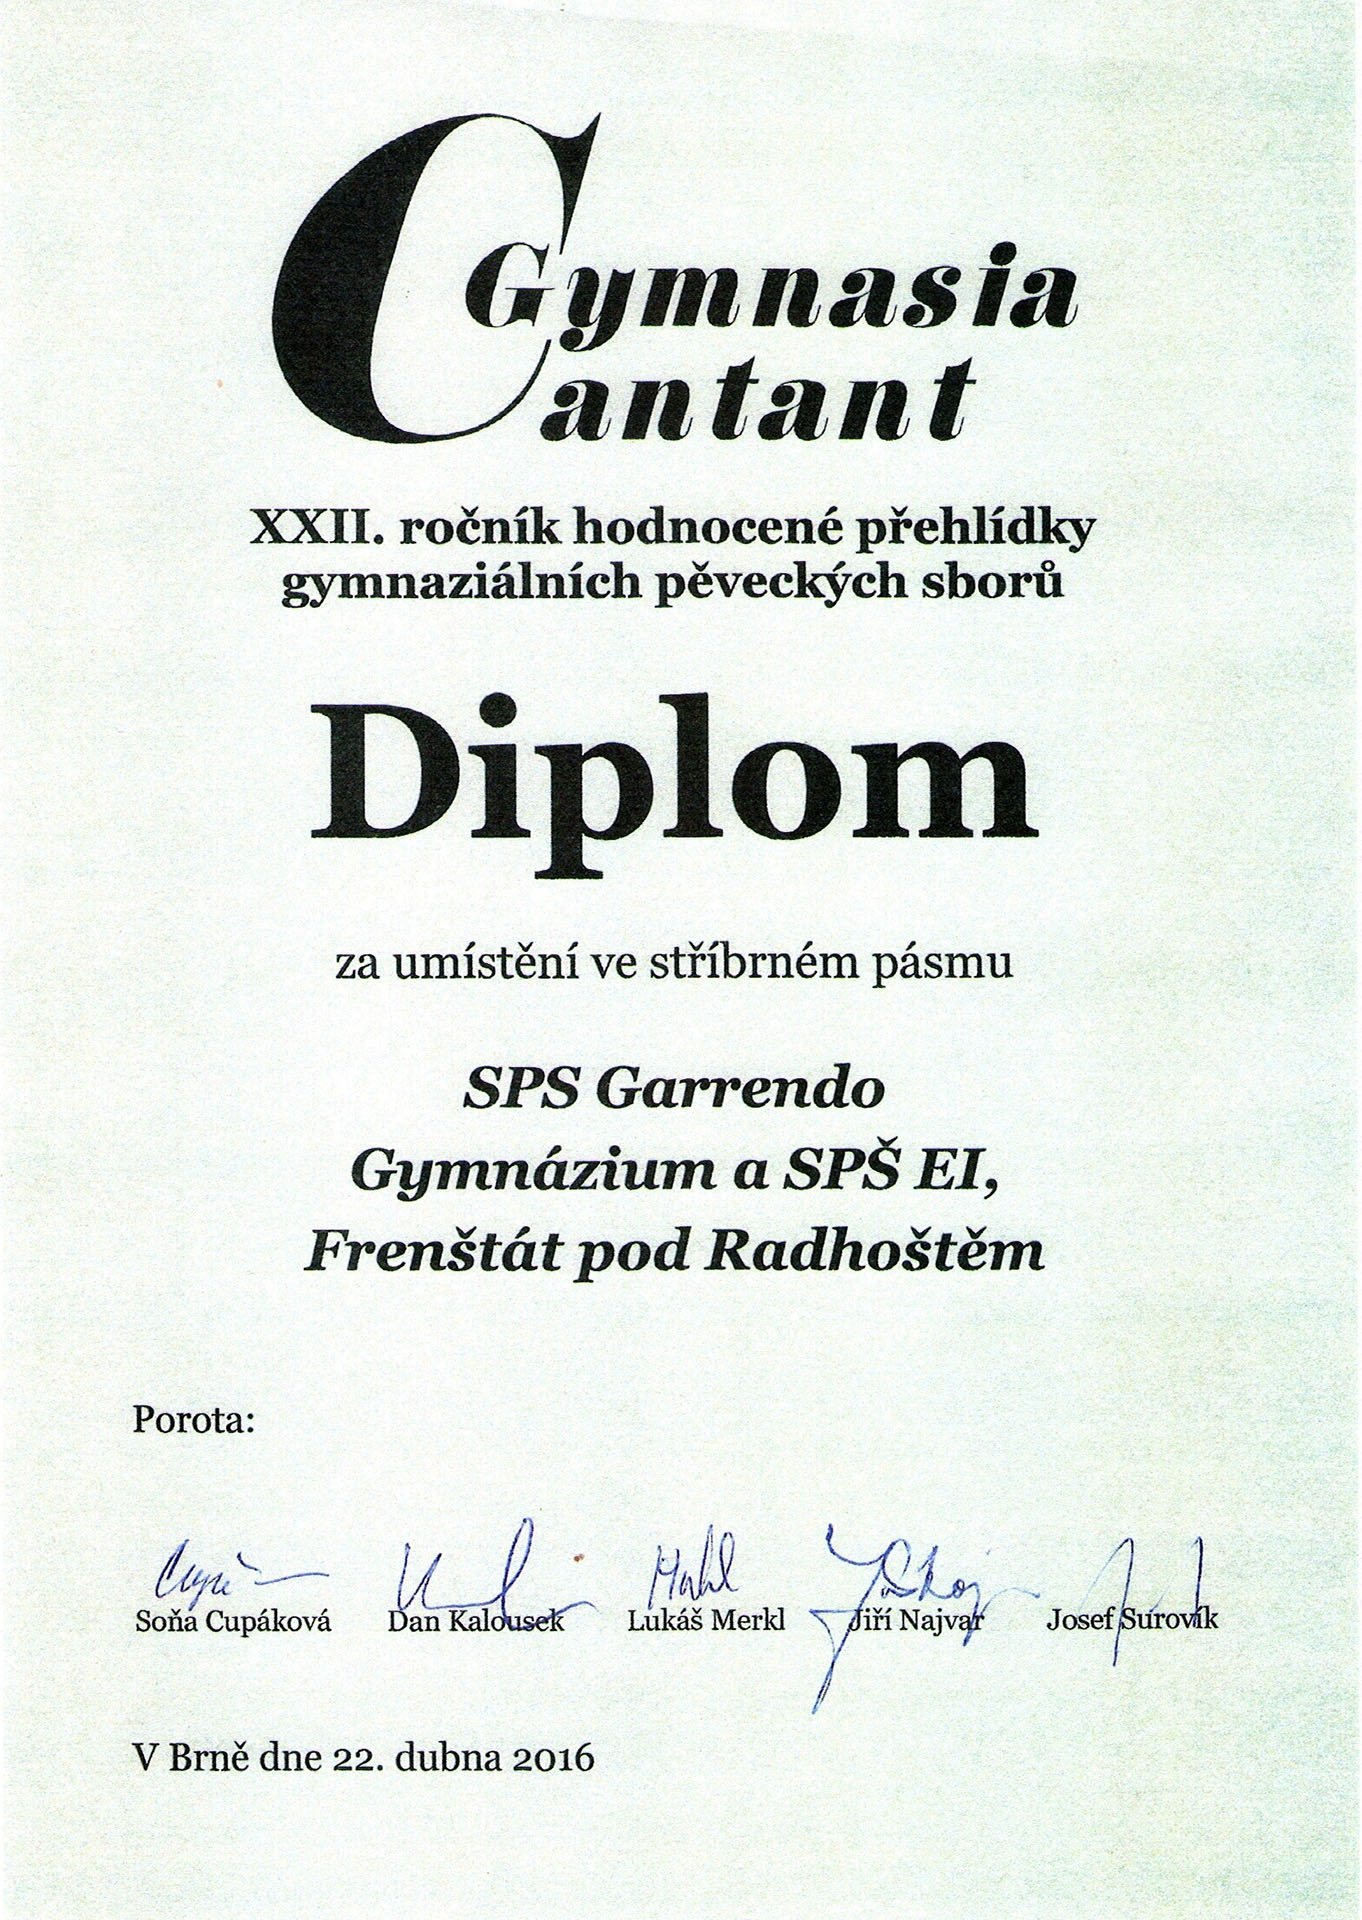 Gymnasia
Cantant
XXII. ročník hodnocené přehlídky
gymnaziálních pěveckých sborů
Diplom
za umístění ve stříbrném pásmu
SPS Garrendo
Gymnázium a SPŠ EI,
Frenštát pod Radhoštěm
Porota:
Soňa Cupáková Dan Kalousek Lukáš Merkl Jiří Najvar Josef Surovík
V Brně dne 22. dubna 2016